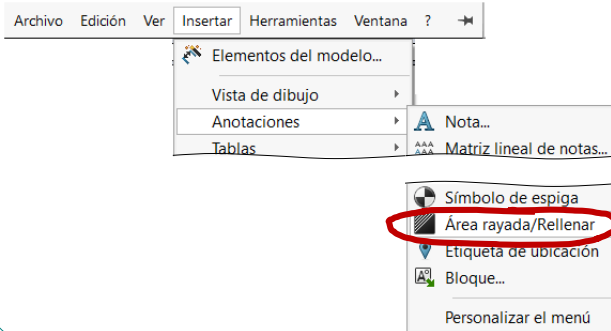 Archivo Edición Ver Insertar Herramientas Ventana ?
Elementos del modelo...
Vista de dibujo
Anotaciones
Tablas
Nota...
Matriz lineal de notas...
Símbolo de espiga
Área rayada/Rellenar
Etiqueta de ubicación
Bloque...
Personalizar el menú